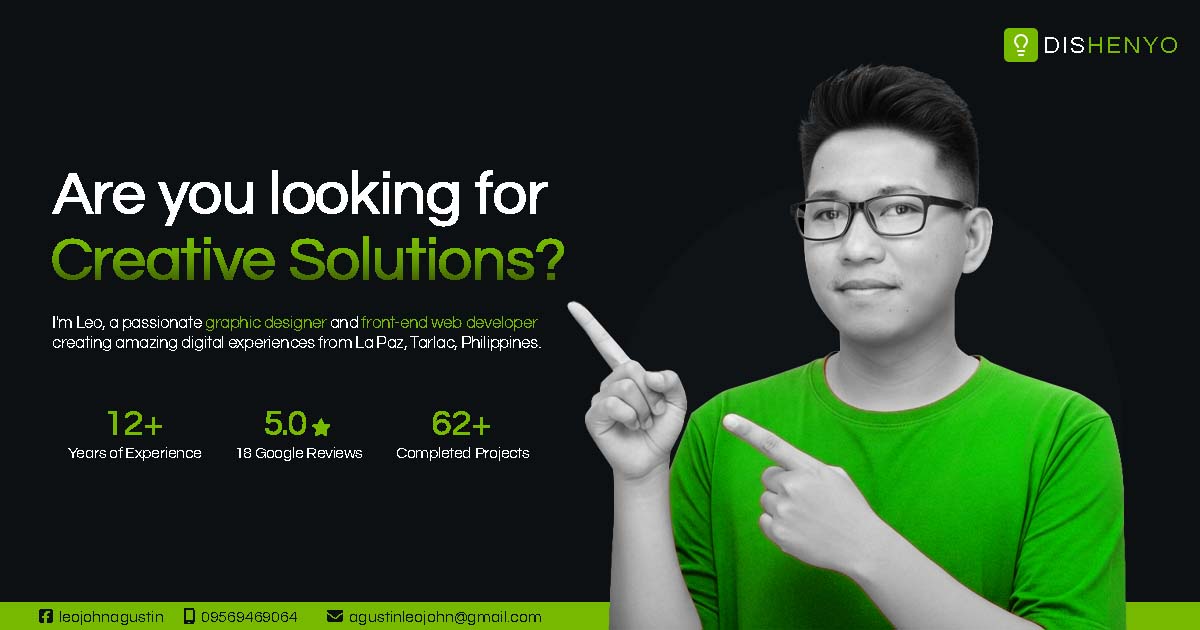 DISHENYO
Are you looking for
Creative Solutions?
I'm Leo, a passionate graphic designer and front-end web developer
creating amazing digital experiences from La Paz, Tarlac, Philippines.
12+
Years of Experience
5.0
18 Google Reviews
62+
Completed Projects
leojohnagustin
09569469064
agustinleojohn@gmail.com